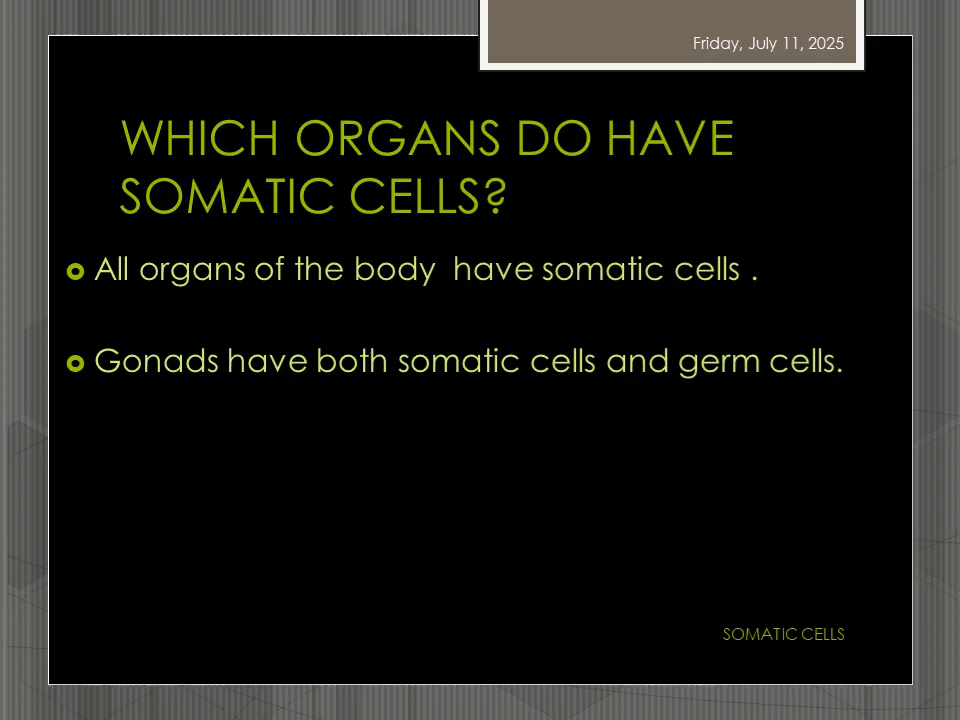 Friday, July 11, 2025
WHICH ORGANS DO HAVE
SOMATIC CELLS?
All organs of the body  have somatic cells .
Gonads have both somatic cells and germ cells.
SOMATIC CELLS